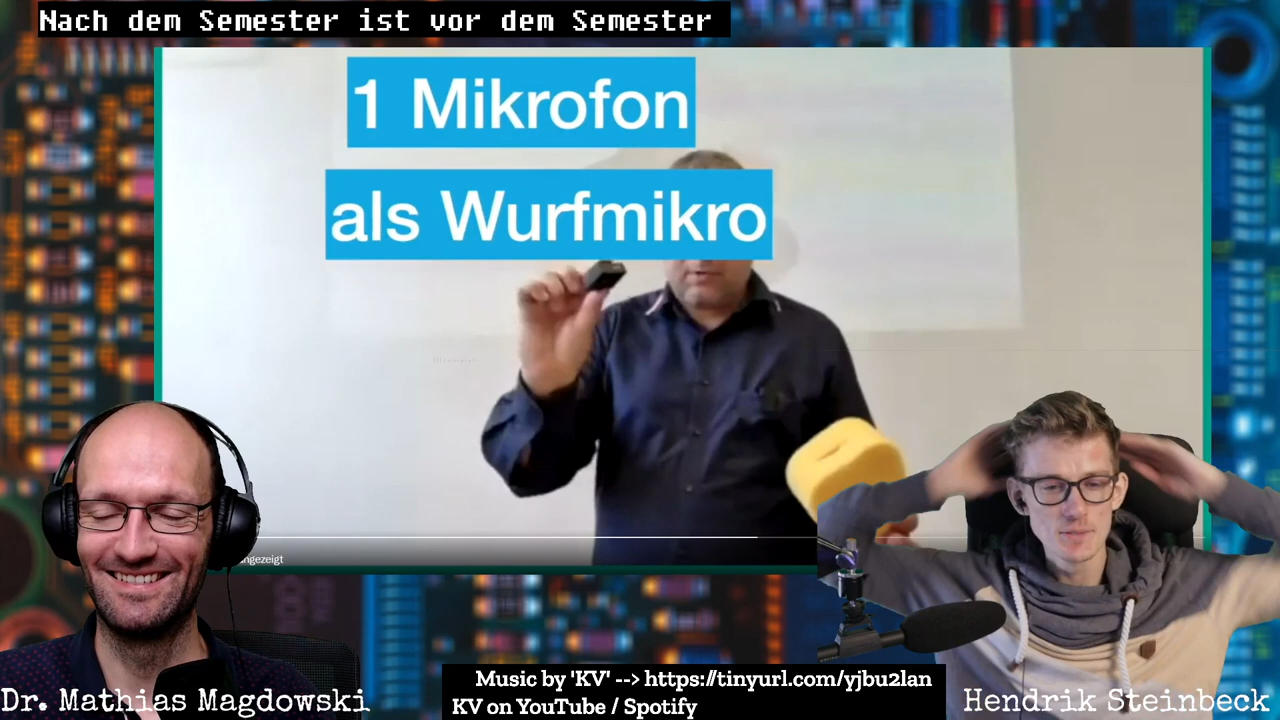 Nach dem Semester ist vor dem Semester
1 Mikrofon
als Wurfmikro
ngezeigt
Dr. Mathias Magdowski
Music by 'KV' --> https://tinyurl.com/yjbu2lan
KV on YouTube / Spotify
Hendrik Steinbeck